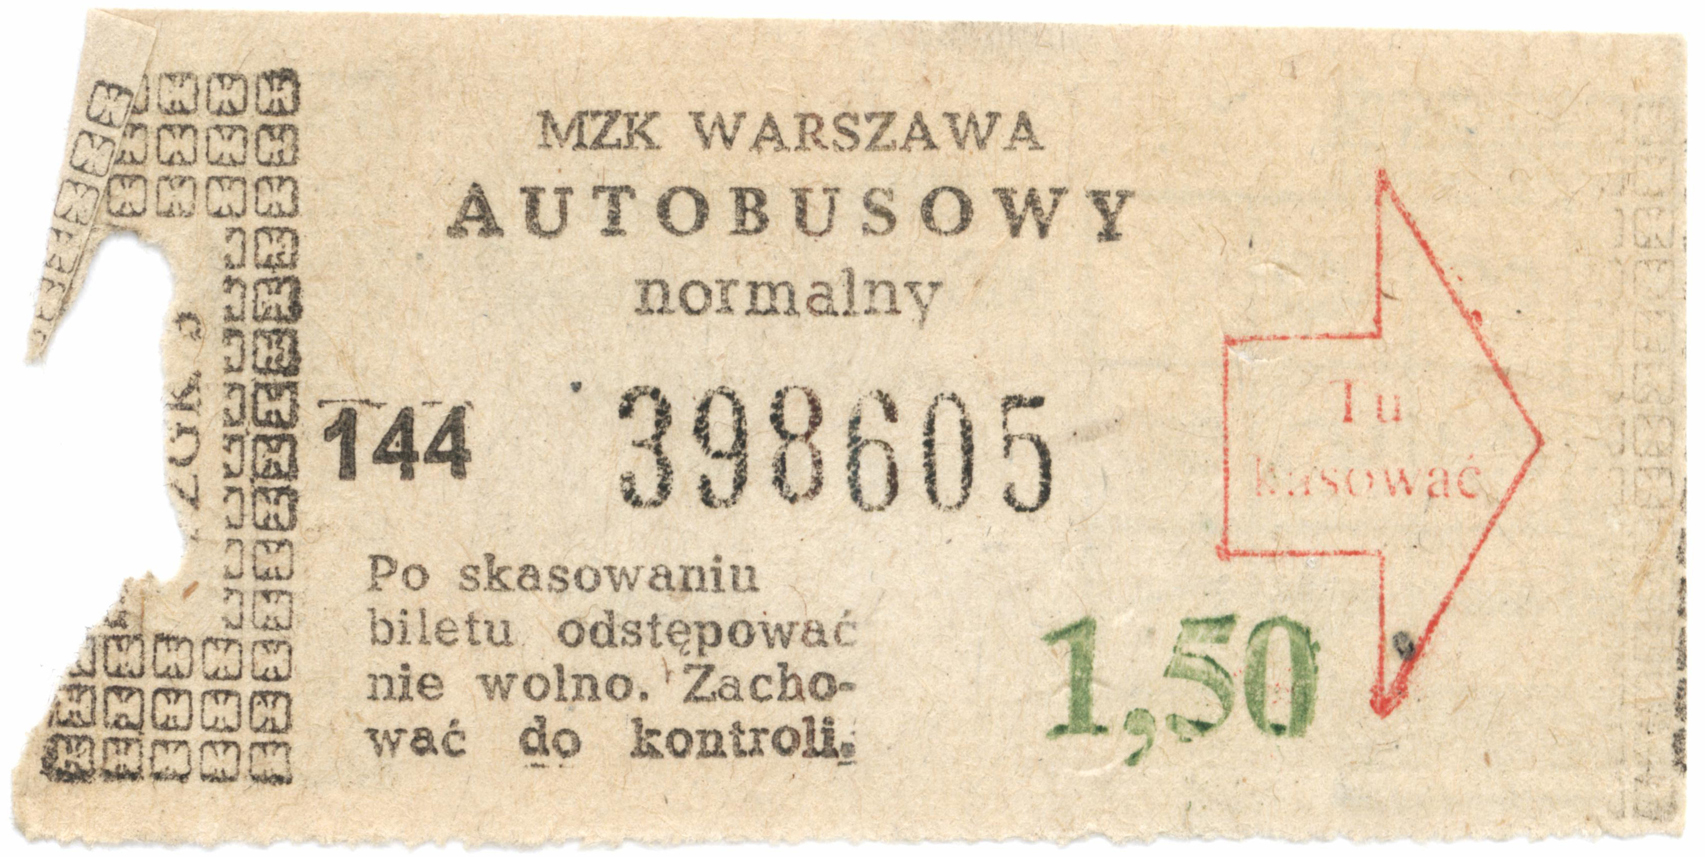 MZK WARSZAWA
AUTOBUSOWY
normalny
144 398605
Tu
kasować
Po skasowaniu
biletu odstępować
nie wolno. Zacho-
wać do kontroli.
1,50